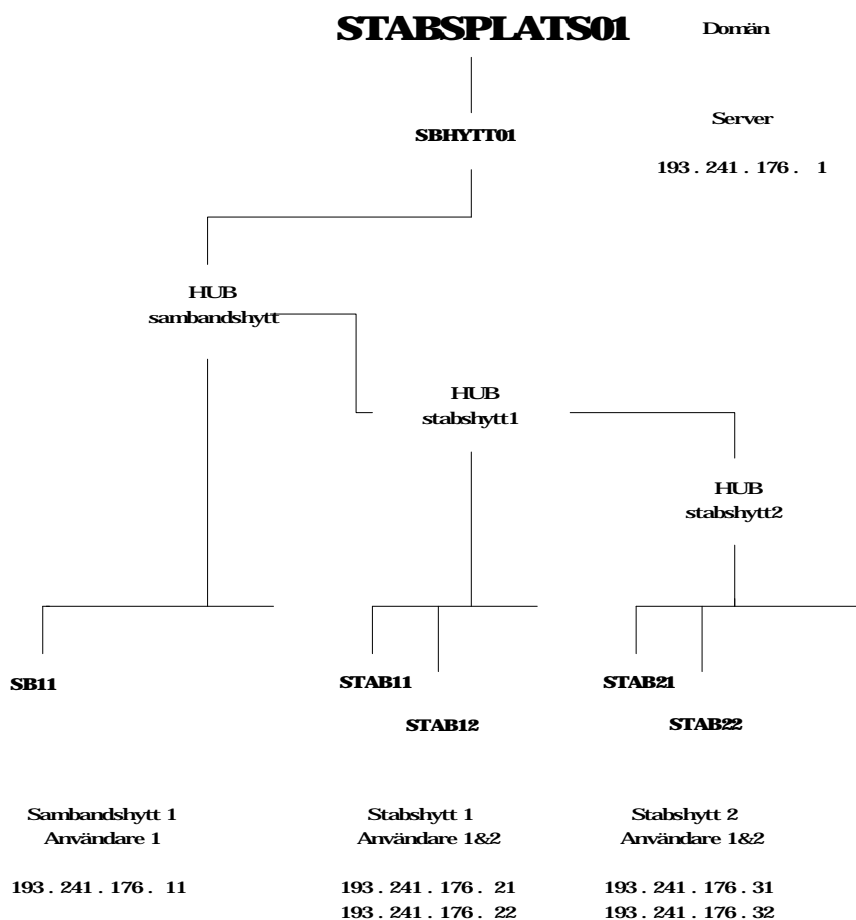 STABSPLATS01
Domän
SBHYTT01
Server
193 . 241 . 176 . 1
HUB
sambandshytt
HUB
stabshytt1
HUB
stabshytt2
SB11
STAB11
STAB12
STAB21
STAB22
Sambandshytt 1
Användare 1
193 . 241 . 176 . 11
Stabshytt 1
Användare 1&2
193 . 241 . 176 . 21
193 . 241 . 176 . 22
Stabshytt 2
Användare 1&2
193 . 241 . 176 . 31
193 . 241 . 176 . 32